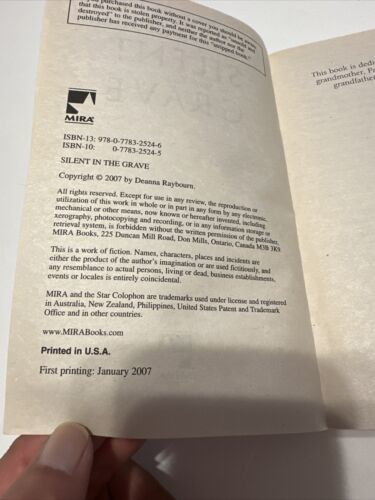 purchased this book without a cover you should be aware
that this book is stolen property. It was reported as "unsold and
destroyed" to the publisher, and neither the author nor the
publisher has received any payment for this "stripped book."
MIRA
ISBN-13: 978-0-7783-2524-6
ISBN-10: 0-7783-2524-5
SILENT IN THE GRAVE
Copyright © 2007 by Deanna Raybourn.
All rights reserved. Except for use in any review, the reproduction or
utilization of this work in whole or in part in any form by any electronic,
mechanical or other means, now known or hereafter invented, including
xerography, photocopying and recording, or in any information storage or
retrieval system, is forbidden without the written permission of the publisher,
MIRA Books, 225 Duncan Mill Road, Don Mills, Ontario, Canada M3B 3K9.
This is a work of fiction. Names, characters, places and incidents are
either the product of the author's imagination or are used fictitiously, and
any resemblance to actual persons, living or dead, business establishments,
events or locales is entirely coincidental.
MIRA and the Star Colophon are trademarks used under license and registered
in Australia, New Zealand, Philippines, United States Patent and Trademark
Office and in other countries.
www.MIRABooks.com
Printed in U.S.A.
First printing: January 2007
This book is dedi
grandmother,
grandfather